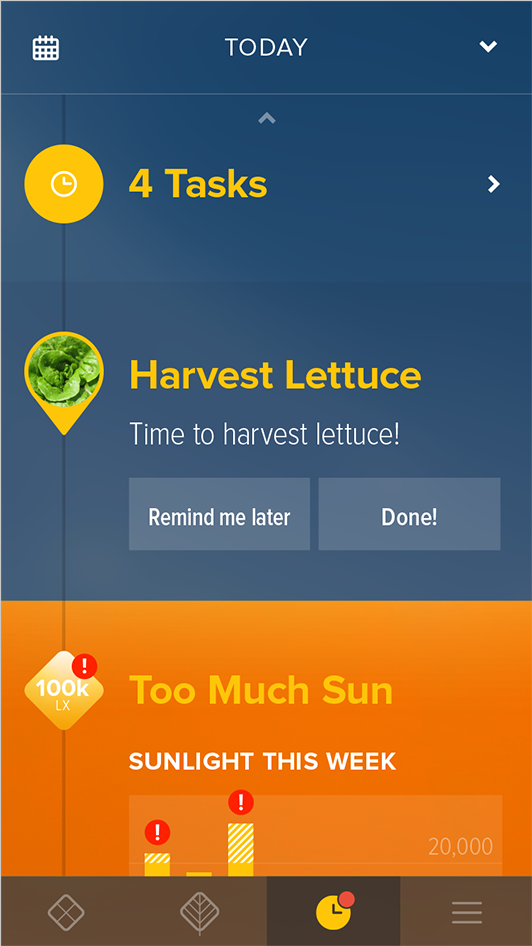 TODAY
4 Tasks
Harvest Lettuce
Time to harvest lettuce!
Remind me later
Done!
!
100k
LX
Too Much Sun
SUNLIGHT THIS WEEK
!
!
20,000